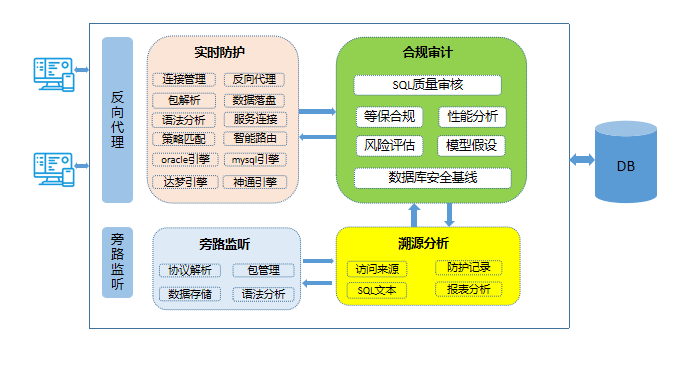 反向代理
实时防护
连接管理 反向代理
包解析 数据落盘
语法分析 服务连接
策略匹配 智能路由
oracle引擎 mysql引擎
达梦引擎 神通引擎
合规审计
SQL质量审核
等保合规 性能分析
风险评估 模型假设
数据库安全基线
DB
旁路监听
旁路监听
协议解析 包管理
数据存储 语法分析
溯源分析
访问来源 防护记录
SQL文本 报表分析